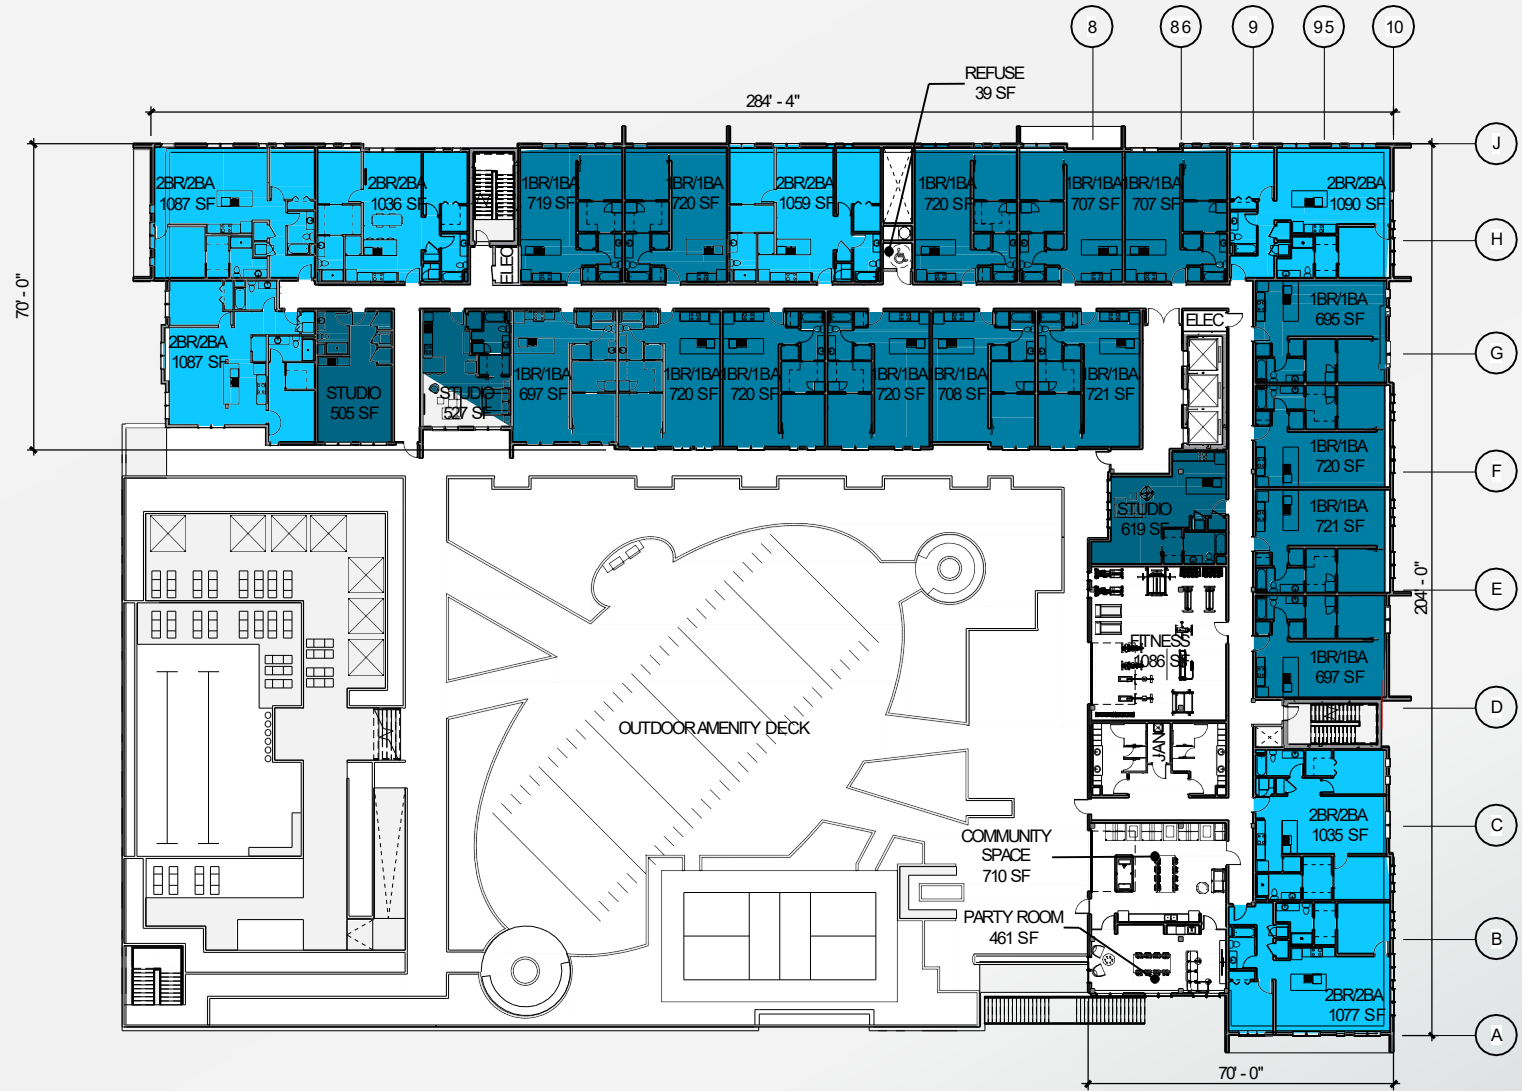 8
86
9
95
10
REFUSE
39 SF
284' - 4"
J
2BR/2BA
1087 SF
2BR/2BA
1036 SF
1BR/1BA
719 SF
1BR/1BA
720 SF
2BR/2BA
1059 SF
1BR/1BA
720 SF
1BR/1BA
707 SF
1BR/1BA
707 SF
2BR/2BA
1090 SF
H
70' - 0"
1BR/1BA
695 SF
ELEC
G
2BR/2BA
1087 SF
STUDIO
505 SF
STUDIO
527 SF
1BR/1BA
697 SF
1BR/1BA
720 SF
1BR/1BA
720 SF
1BR/1BA
720 SF
1BR/1BA
708 SF
1BR/1BA
721 SF
1BR/1BA
720 SF
F
STUDIO
619 SF
1BR/1BA
721 SF
E
204' - 0"
FITNESS
1086 SF
1BR/1BA
697 SF
D
OUTDOOR AMENITY DECK
JAN
COMMUNITY
SPACE
710 SF
2BR/2BA
1035 SF
C
PARTY ROOM
461 SF
B
2BR/2BA
1077 SF
A
70' - 0"